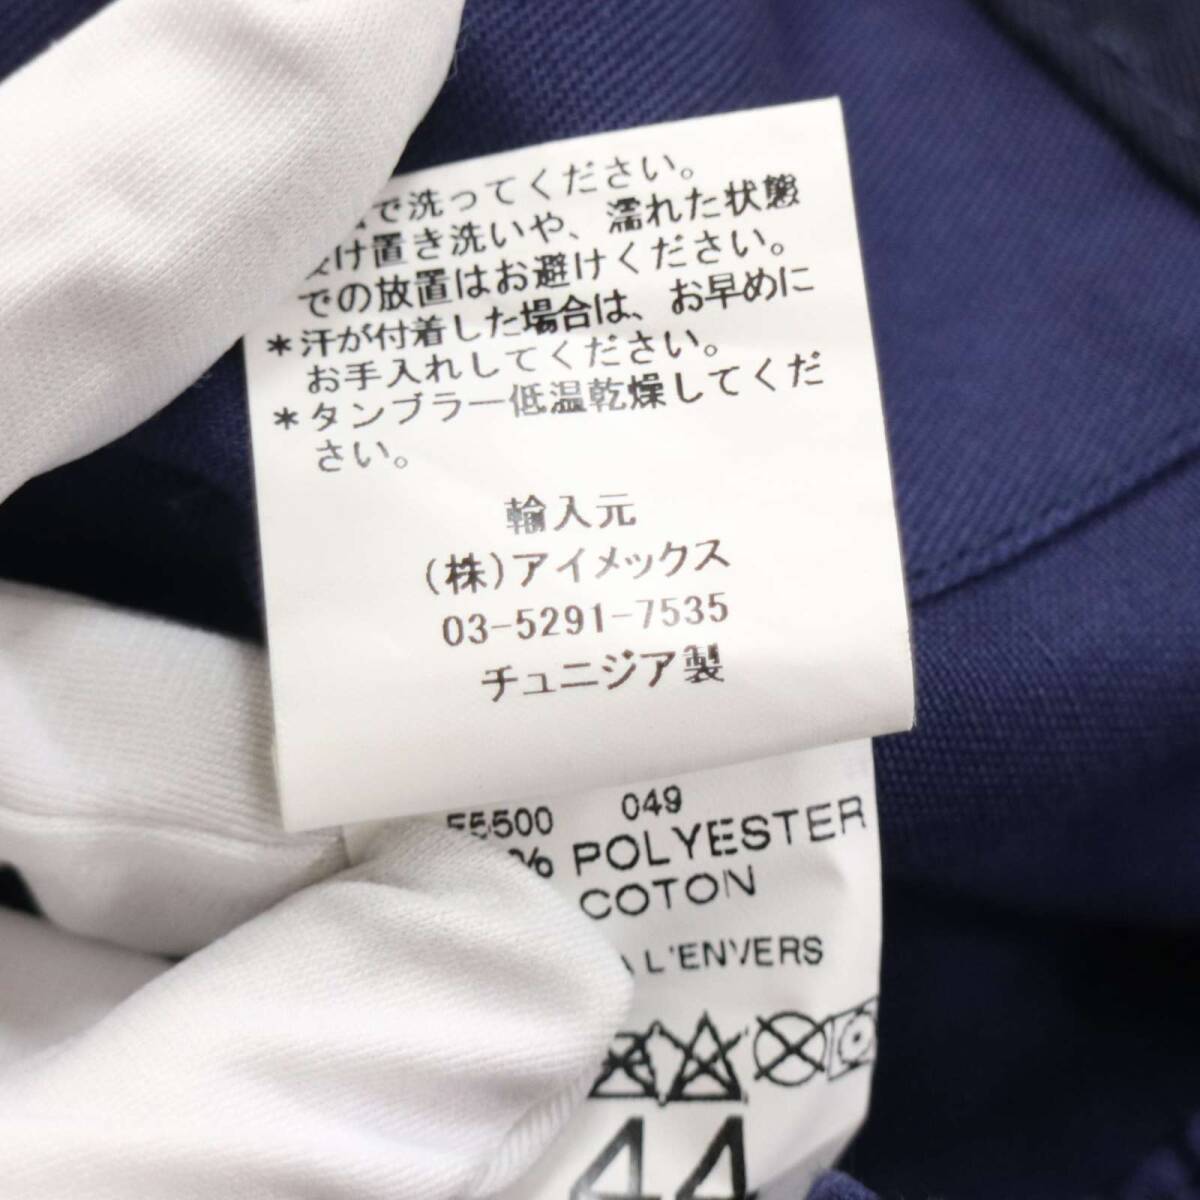 で洗ってください。
け置き洗いや、濡れた状態
での放置はお避けください。
*汗が付着した場合は、お早めに
お手入れしてください。
*タンブラー低温乾燥してくだ
さい。
輸入元
(株)アイメックス
03-5291-7535
チュニジア製
5500 049
% POLYESTER
COTON
A L'ENVERS
44